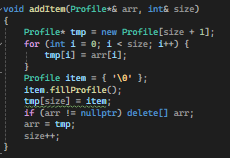 void addItem(Profile*& arr, int& size)
{
Profile* tmp = new Profile[size + 1];
for (int i = 0; i < size; i++) {
tmp[i] = arr[i];
}
Profile item = { '\0' };
item.fillProfile();
tmp[size] = item;
if (arr != nullptr) delete[] arr;
arr = tmp;
size++;
}